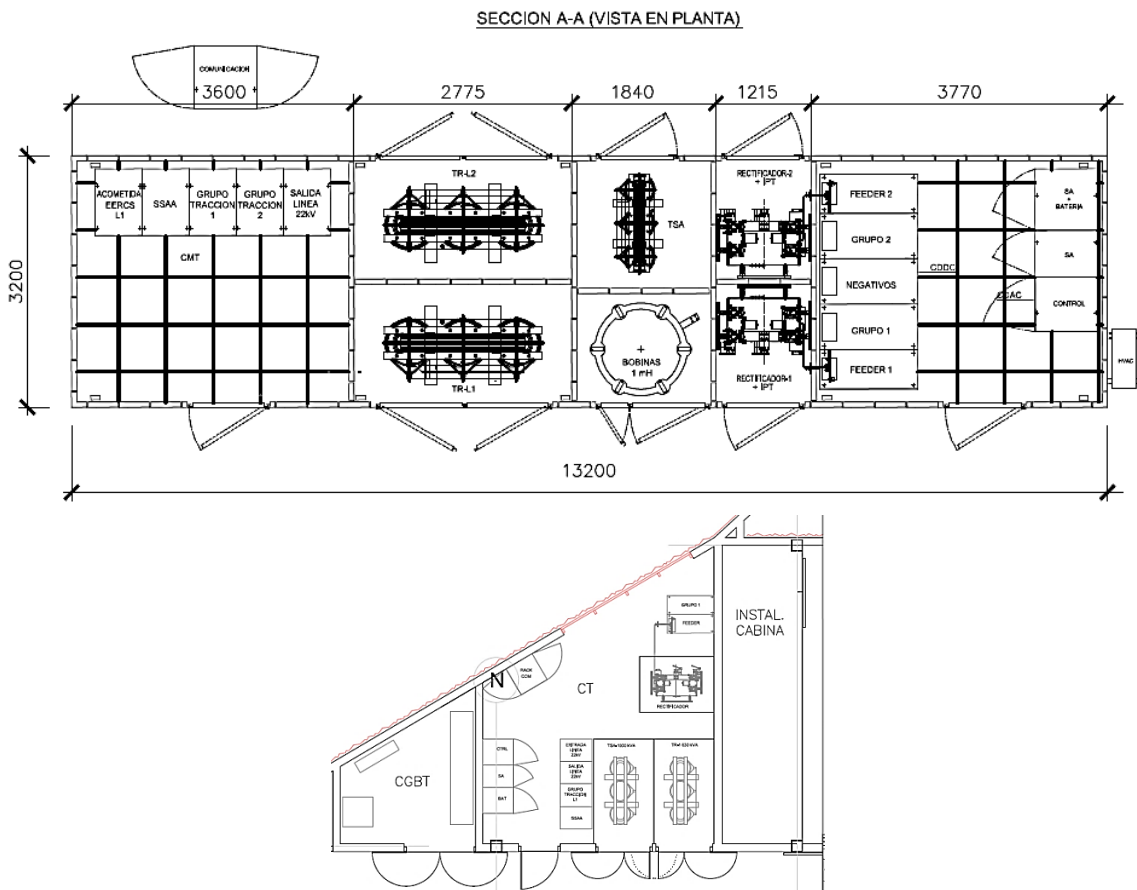 SECCION A-A (VISTA EN PLANTA)
COMUNICACION
3600
2775
1840
1215
3770
3200
ACOMETIDA
EERCS
L1
SSAA
GRUPO
TRACCION
1
GRUPO
TRACCION
2
SALIDA
LINEA
22kV
CMT
TR-L2
TR-L1
TSA
BOBINAS
1 mH
RECTIFICADOR-2
+ IPT
RECTIFICADOR-1
+ IPT
FEEDER 2
GRUPO 2
NEGATIVOS
GRUPO 1
FEEDER 1
CDDC
CCAC
SA
+
BATERIA
SA
CONTROL
HVAC
13200
GRUPO 1
FEEDER
INSTAL.
CABINA
N
RACK
COM
CT
RECTIFICADOR
CGBT
CTRL
SA
BAT
ENTRADA
LINEA
22kV
SALIDA
LINEA
22kV
GRUPO
TRACCION
L1
SSAA